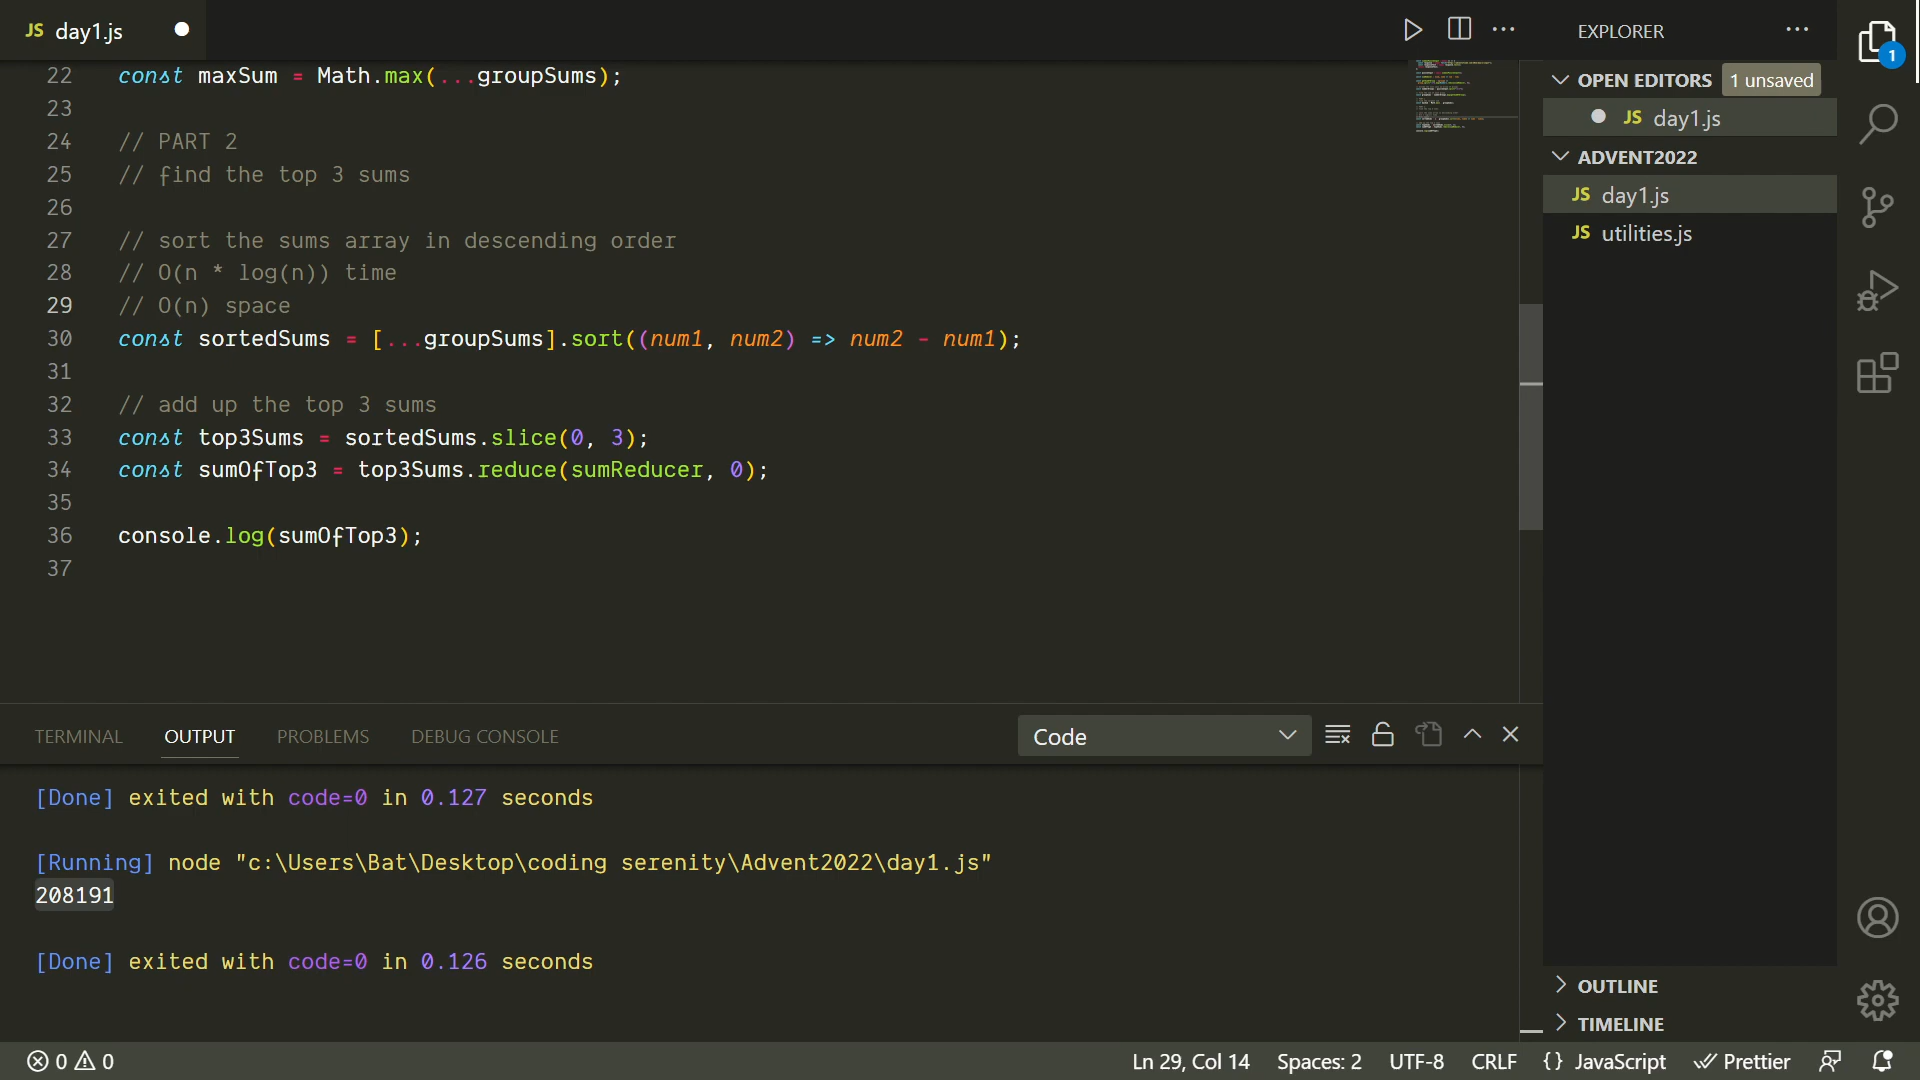 JS day1.js
EXPLORER
22 const maxSum = Math.max(...groupSums);
23
24 // PART 2
25 // find the top 3 sums
26
27 // sort the sums array in descending order
28 // O(n * log(n)) time
29 // O(n) space
30 const sortedSums = [...groupSums].sort((num1, num2) => num2 - num1);
31
32 // add up the top 3 sums
33 const top3Sums = sortedSums.slice(0, 3);
34 const sumOfTop3 = top3Sums.reduce(sumReducer, 0);
35
36 console.log(sumOfTop3);
37
OPEN EDITORS 1 unsaved
JS day1.js
ADVENT2022
JS day1.js
JS utilities.js
1
TERMINAL OUTPUT PROBLEMS DEBUG CONSOLE Code
[Done] exited with code=0 in 0.127 seconds
[Running] node "c:\Users\Bat\Desktop\coding serenity\Advent2022\day1.js"
208191
[Done] exited with code=0 in 0.126 seconds
OUTLINE
TIMELINE
0 0 Ln 29, Col 14 Spaces: 2 UTF-8 CRLF {} JavaScript Prettier